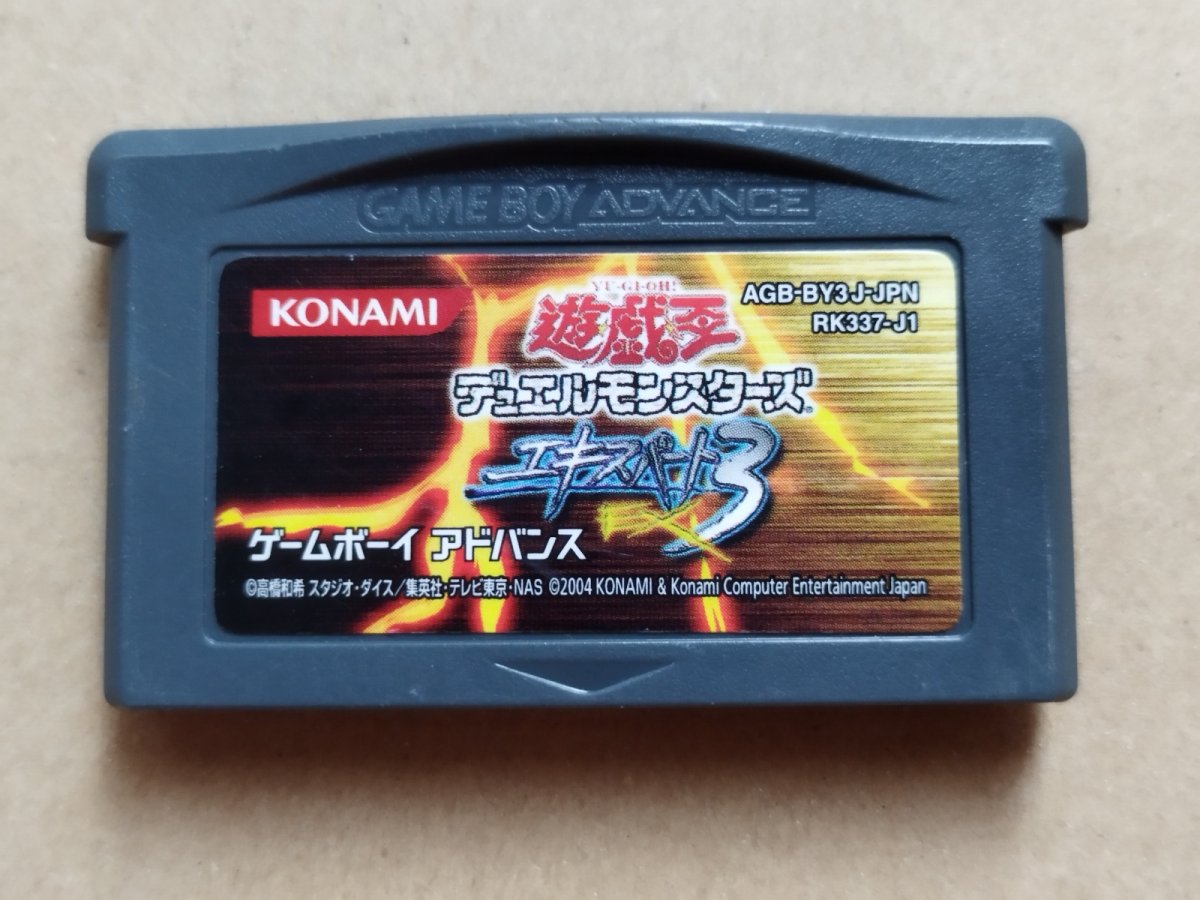 GAME BOY ADVANCE
KONAMI
YU-GI-OH!
遊戯王
AGB-BY3J-JPN
RK337-J1
デュエルモンスターズ
エキスパート3
EX
ゲームボーイ アドバンス
©高橋和希 スタジオ・ダイス／集英社・テレビ東京・NAS ©2004 KONAMI & Konami Computer Entertainment Japan